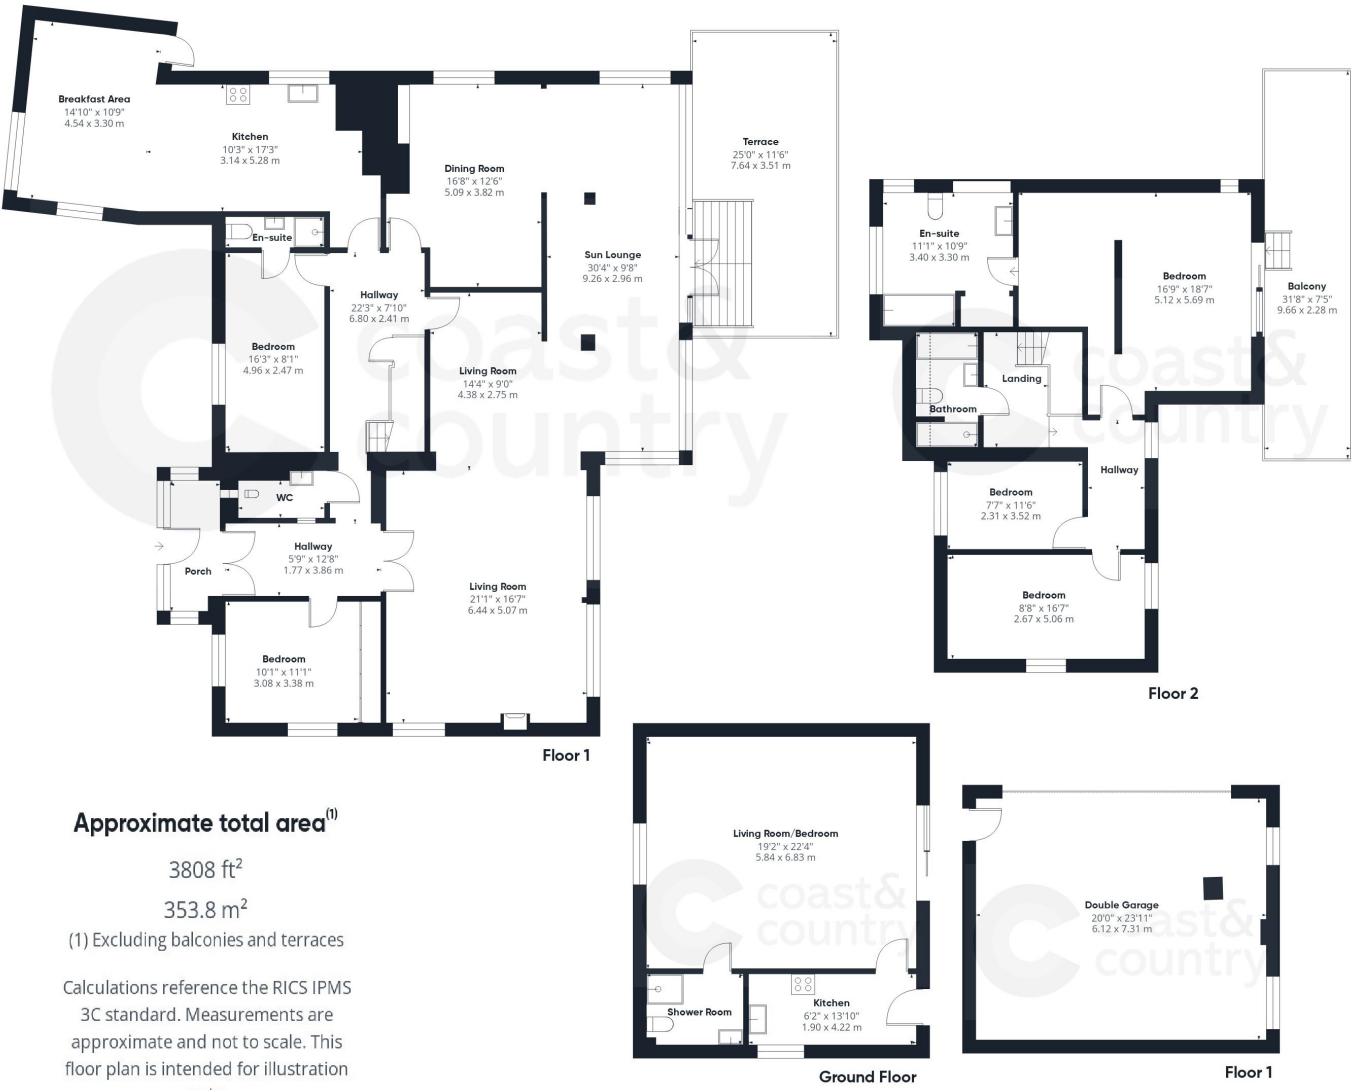 Breakfast Area
14'10" x 10'9"
4.54 x 3.30 m
Kitchen
10'3" x 17'3"
3.14 x 5.28 m
Dining Room
16'8" x 12'6"
5.09 x 3.82 m
Terrace
25'0" x 11'6"
7.64 x 3.51 m
En-suite
Sun Lounge
30'4" x 9'8"
9.26 x 2.96 m
Hallway
22'3" x 7'10"
6.80 x 2.41 m
Bedroom
16'3" x 8'1"
4.96 x 2.47 m
Living Room
14'4" x 9'0"
4.38 x 2.75 m
coast&
country
WC
Hallway
5'9" x 12'8"
1.77 x 3.86 m
Porch
Living Room
21'1" x 16'7"
6.44 x 5.07 m
Bedroom
10'1" x 11'1"
3.08 x 3.38 m
Floor 1
En-suite
11'1" x 10'9"
3.40 x 3.30 m
Bedroom
16'9" x 18'7"
5.12 x 5.69 m
Balcony
31'8" x 7'5"
9.66 x 2.28 m
coast&
country
Landing
Bathroom
Hallway
Bedroom
7'7" x 11'6"
2.31 x 3.52 m
Bedroom
8'8" x 16'7"
2.67 x 5.06 m
Floor 2
Living Room/Bedroom
19'2" x 22'4"
5.84 x 6.83 m
coast&
country
Shower Room
Kitchen
6'2" x 13'10"
1.90 x 4.22 m
Ground Floor
Double Garage
20'0" x 23'11"
6.12 x 7.31 m
coast&
country
Floor 1
Approximate total area(1)
3808 ft²
353.8 m²
(1) Excluding balconies and terraces
Calculations reference the RICS IPMS
3C standard. Measurements are
approximate and not to scale. This
floor plan is intended for illustration